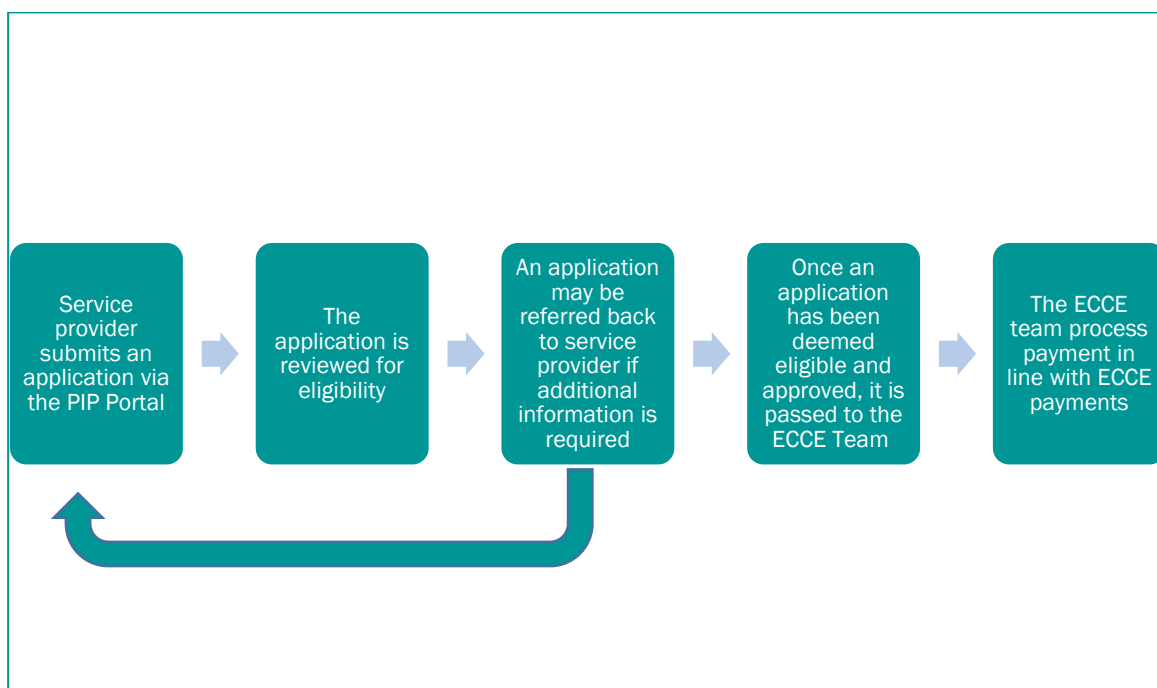 Service
provider
submits an
application via
the PIP Portal
The
application is
reviewed for
eligibility
An application
may be
referred back
to service
provider if
additional
information is
required
Once an
application
has been
deemed
eligible and
approved, it is
passed to the
ECCE Team
The ECCE
team process
payment in
line with ECCE
payments